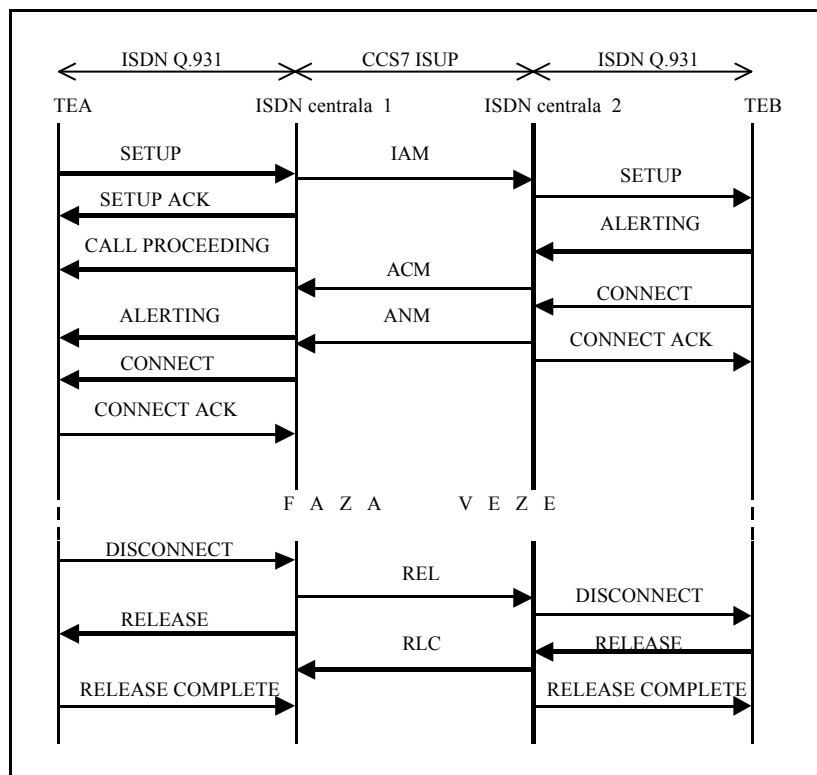 ISDN Q.931 CCS7 ISUP ISDN Q.931
TEA ISDN centrala 1 ISDN centrala 2 TEB
SETUP
IAM
SETUP
SETUP ACK
ALERTING
CALL PROCEEDING
ACM
CONNECT
ALERTING
ANM
CONNECT ACK
CONNECT
CONNECT ACK
F A Z A V E Z E
DISCONNECT
REL
DISCONNECT
RELEASE
RLC
RELEASE
RELEASE COMPLETE
RELEASE COMPLETE